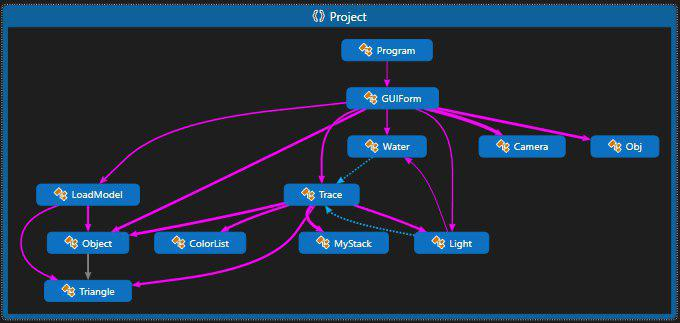 Project
Program
GUIForm
Water
Camera
Obj
LoadModel
Trace
Object
ColorList
MyStack
Light
Triangle